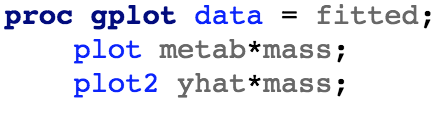 proc gplot data = fitted;
    plot metab*mass;
    plot2 yhat*mass;